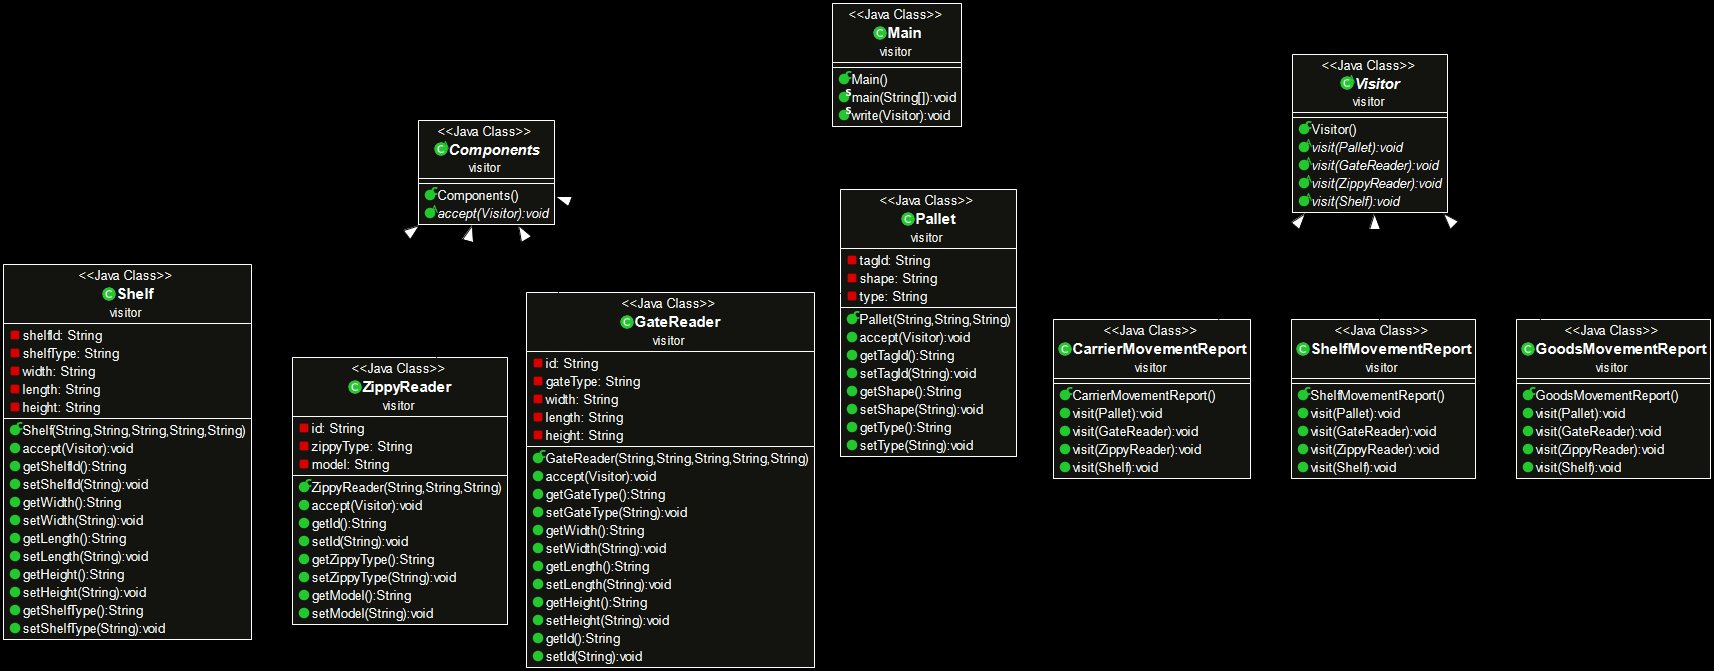 <<Java Class>>
Main
visitor
Main()
main(String[]):void
write(Visitor):void
<<Java Class>>
Visitor
visitor
Visitor()
visit(Pallet):void
visit(GateReader):void
visit(ZippyReader):void
visit(Shelf):void
<<Java Class>>
Components
visitor
Components()
accept(Visitor):void
<<Java Class>>
Pallet
visitor
tagId: String
shape: String
type: String
Pallet(String,String,String)
accept(Visitor):void
getTagId():String
setTagId(String):void
getShape():String
setShape(String):void
getType():String
setType(String):void
<<Java Class>>
Shelf
visitor
shelfId: String
shelfType: String
width: String
length: String
height: String
Shelf(String,String,String,String,String)
accept(Visitor):void
getShelfId():String
setShelfId(String):void
getWidth():String
setWidth(String):void
getLength():String
setLength(String):void
getHeight():String
setHeight(String):void
getShelfType():String
setShelfType(String):void
<<Java Class>>
ZippyReader
visitor
id: String
zippyType: String
model: String
ZippyReader(String,String,String)
accept(Visitor):void
getId():String
setId(String):void
getZippyType():String
setZippyType(String):void
getModel():String
setModel(String):void
<<Java Class>>
GateReader
visitor
id: String
gateType: String
width: String
length: String
height: String
GateReader(String,String,String,String,String)
accept(Visitor):void
getGateType():String
setGateType(String):void
getWidth():String
setWidth(String):void
getLength():String
setLength(String):void
getHeight():String
setHeight(String):void
getId():String
setId(String):void
<<Java Class>>
CarrierMovementReport
visitor
CarrierMovementReport()
visit(Pallet):void
visit(GateReader):void
visit(ZippyReader):void
visit(Shelf):void
<<Java Class>>
ShelfMovementReport
visitor
ShelfMovementReport()
visit(Pallet):void
visit(GateReader):void
visit(ZippyReader):void
visit(Shelf):void
<<Java Class>>
GoodsMovementReport
visitor
GoodsMovementReport()
visit(Pallet):void
visit(GateReader):void
visit(ZippyReader):void
visit(Shelf):void